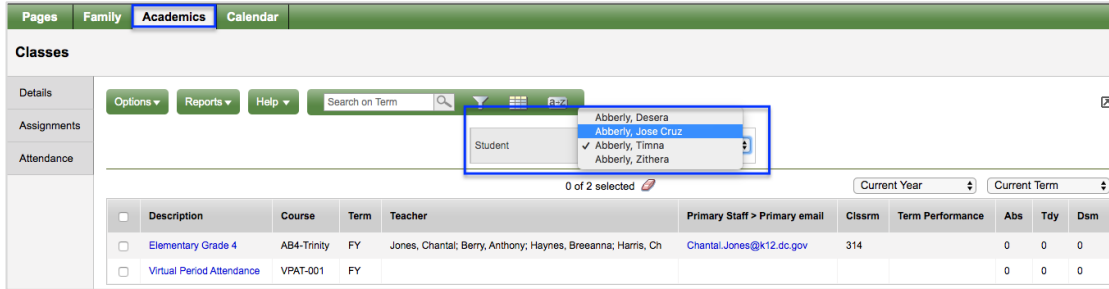 Pages Family Academics Calendar
Classes
Details
Assignments
Attendance
Options ▾ Reports ▾ Help ▾ Search on Term a→z
Student
Abberly, Desera
Abberly, Jose Cruz
✓ Abberly, Timna
Abberly, Zithera
0 of 2 selected Current Year Current Term
Description Course Term Teacher Primary Staff > Primary email Clssrm Term Performance Abs Tdy Dsm
Elementary Grade 4 AB4-Trinity FY Jones, Chantal; Berry, Anthony; Haynes, Breeanna; Harris, Ch Chantal.Jones@k12.dc.gov 314 0 0 0
Virtual Period Attendance VPAT-001 FY 0 0 0